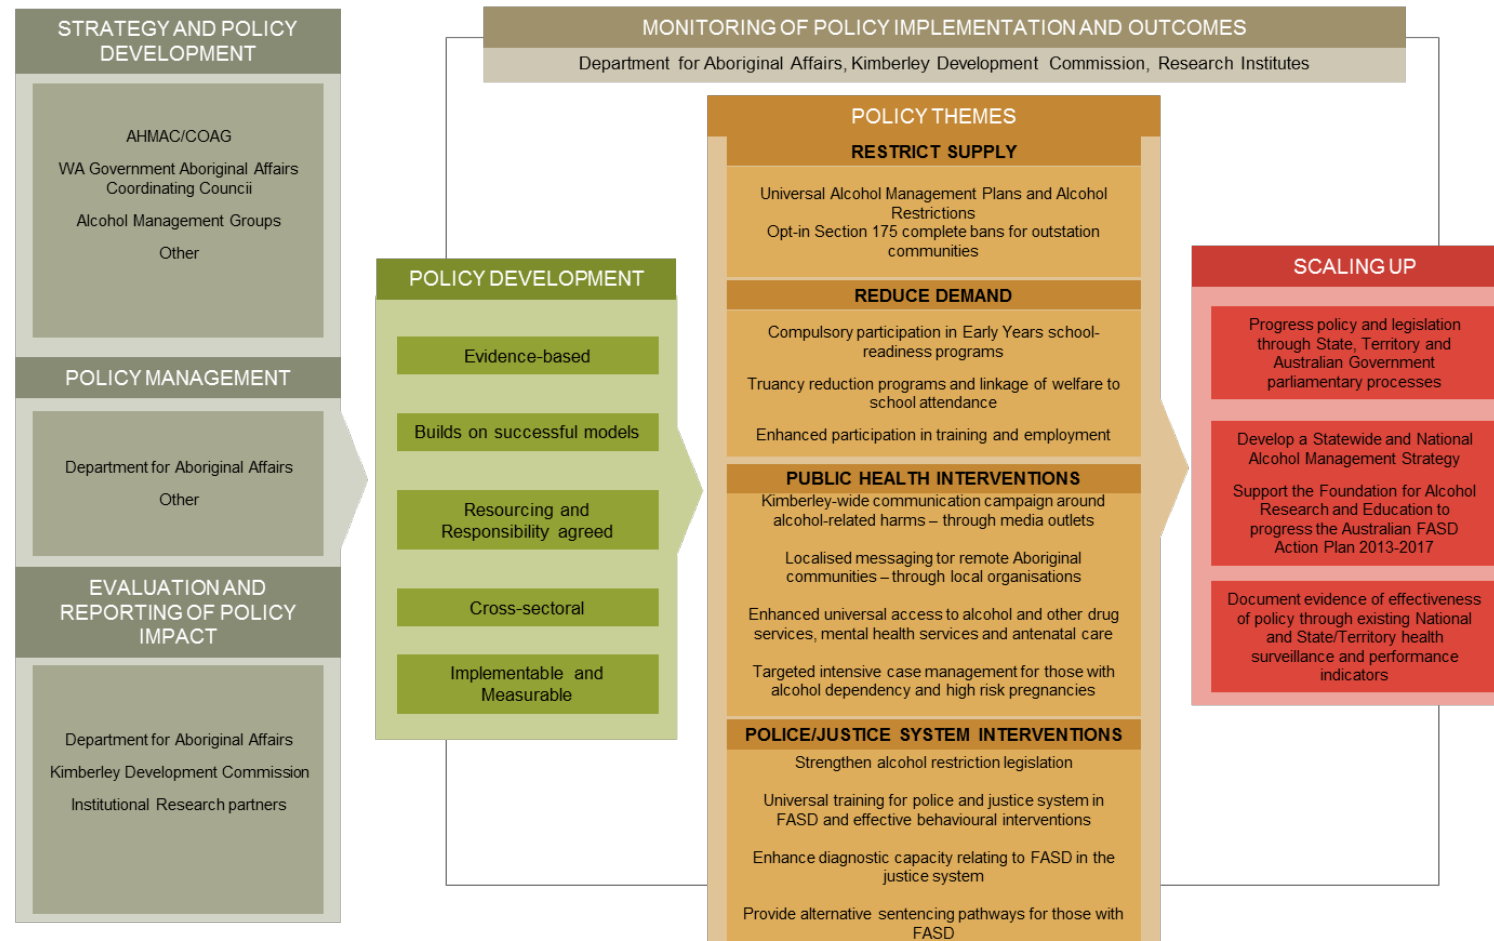 STRATEGY AND POLICY
DEVELOPMENT
AHMAC/COAG
WA Government Aboriginal Affairs
Coordinating Councii
Alcohol Management Groups
Other
POLICY MANAGEMENT
Department for Aboriginal Affairs
Other
EVALUATION AND
REPORTING OF POLICY
IMPACT
Department for Aboriginal Affairs
Kimberley Development Commission
Institutional Research partners
MONITORING OF POLICY IMPLEMENTATION AND OUTCOMES
Department for Aboriginal Affairs, Kimberley Development Commission, Research Institutes
POLICY DEVELOPMENT
Evidence-based
Builds on successful models
Resourcing and
Responsibility agreed
Cross-sectoral
Implementable and
Measurable
POLICY THEMES
RESTRICT SUPPLY
Universal Alcohol Management Plans and Alcohol
Restrictions
Opt-in Section 175 complete bans for outstation
communities
REDUCE DEMAND
Compulsory participation in Early Years school-
readiness programs
Truancy reduction programs and linkage of welfare to
school attendance
Enhanced participation in training and employment
PUBLIC HEALTH INTERVENTIONS
Kimberley-wide communication campaign around
alcohol-related harms – through media outlets
Localised messaging tor remote Aboriginal
communities – through local organisations
Enhanced universal access to alcohol and other drug
services, mental health services and antenatal care
Targeted intensive case management for those with
alcohol dependency and high risk pregnancies
POLICE/JUSTICE SYSTEM INTERVENTIONS
Strengthen alcohol restriction legislation
Universal training for police and justice system in
FASD and effective behavioural interventions
Enhance diagnostic capacity relating to FASD in the
justice system
Provide alternative sentencing pathways for those with
FASD
SCALING UP
Progress policy and legislation
through State, Territory and
Australian Government
parliamentary processes
Develop a Statewide and National
Alcohol Management Strategy
Support the Foundation for Alcohol
Research and Education to
progress the Australian FASD
Action Plan 2013-2017
Document evidence of effectiveness
of policy through existing National
and State/Territory health
surveillance and performance
indicators